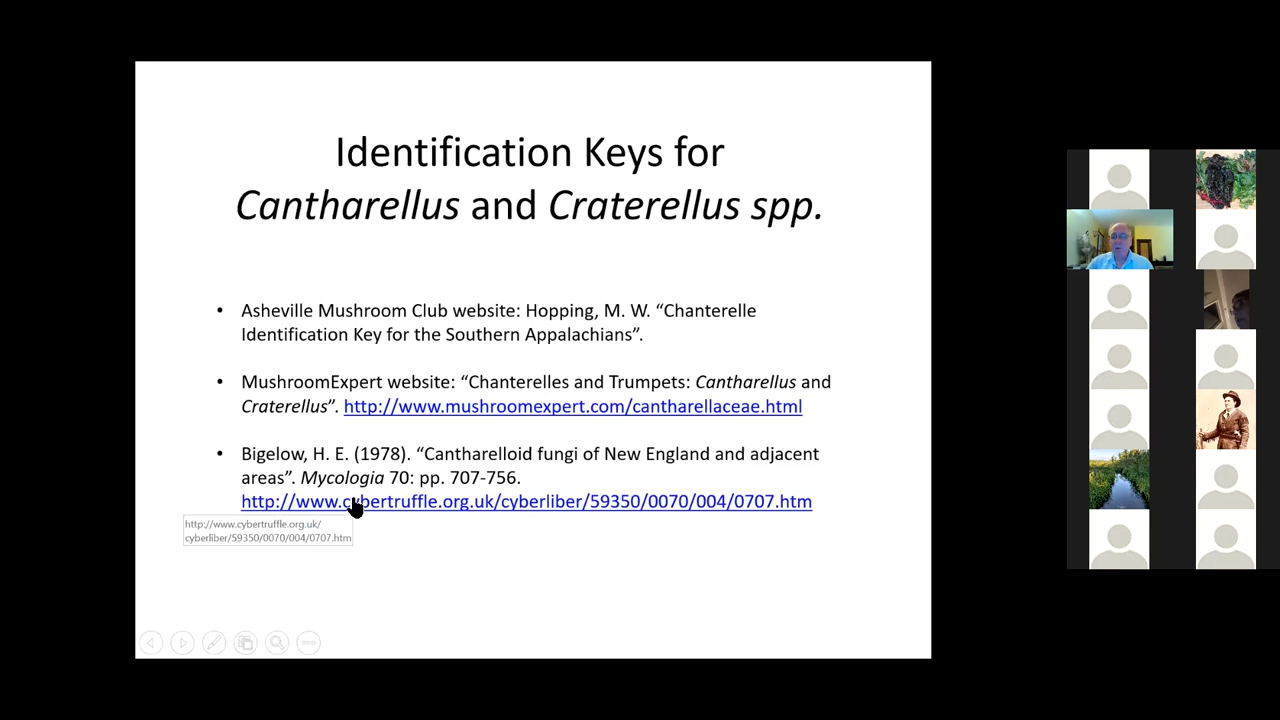 Identification Keys for
Cantharellus and Craterellus spp.
• Asheville Mushroom Club website: Hopping, M. W. “Chanterelle
Identification Key for the Southern Appalachians”.
• MushroomExpert website: “Chanterelles and Trumpets: Cantharellus and
Craterellus”. http://www.mushroomexpert.com/cantharellaceae.html
• Bigelow, H. E. (1978). “Cantharelloid fungi of New England and adjacent
areas”. Mycologia 70: pp. 707-756.
http://www.cybertruffle.org.uk/cyberliber/59350/0070/004/0707.htm
http://www.cybertruffle.org.uk/
cyberliber/59350/0070/004/0707.htm